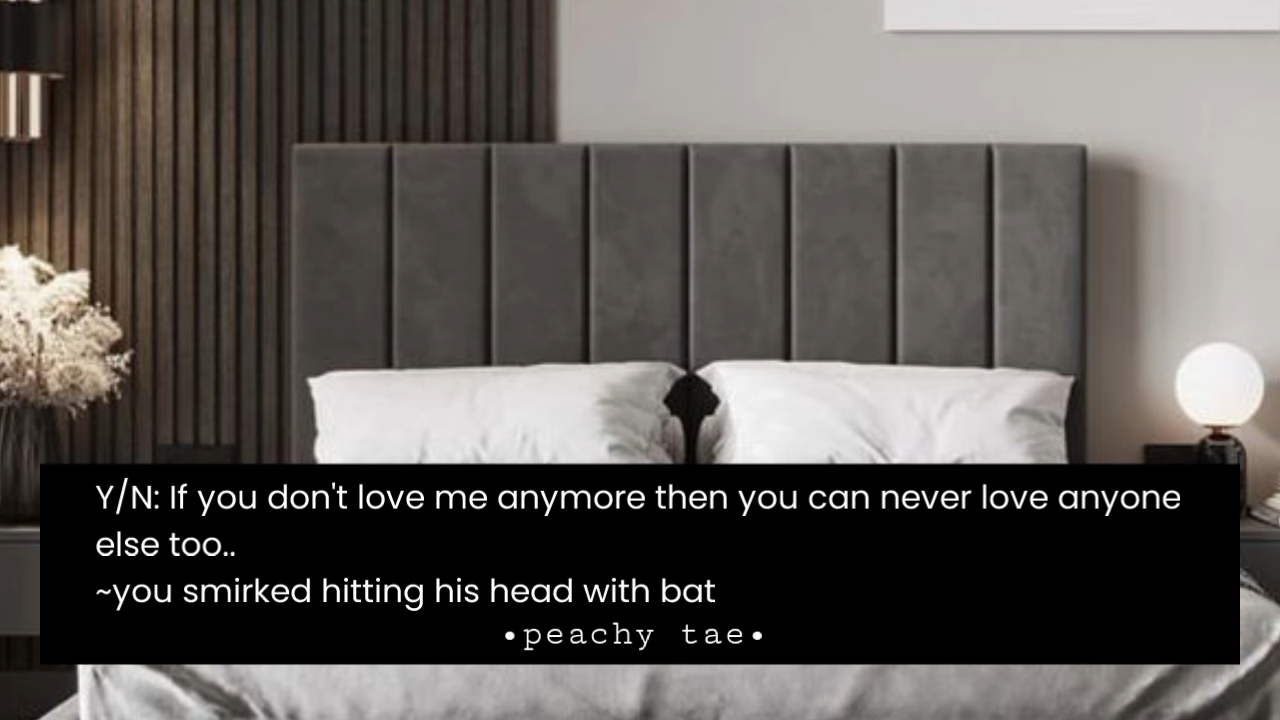 Y/N: If you don't love me anymore then you can never love anyone
else too..
~you smirked hitting his head with bat
•peachy tae•